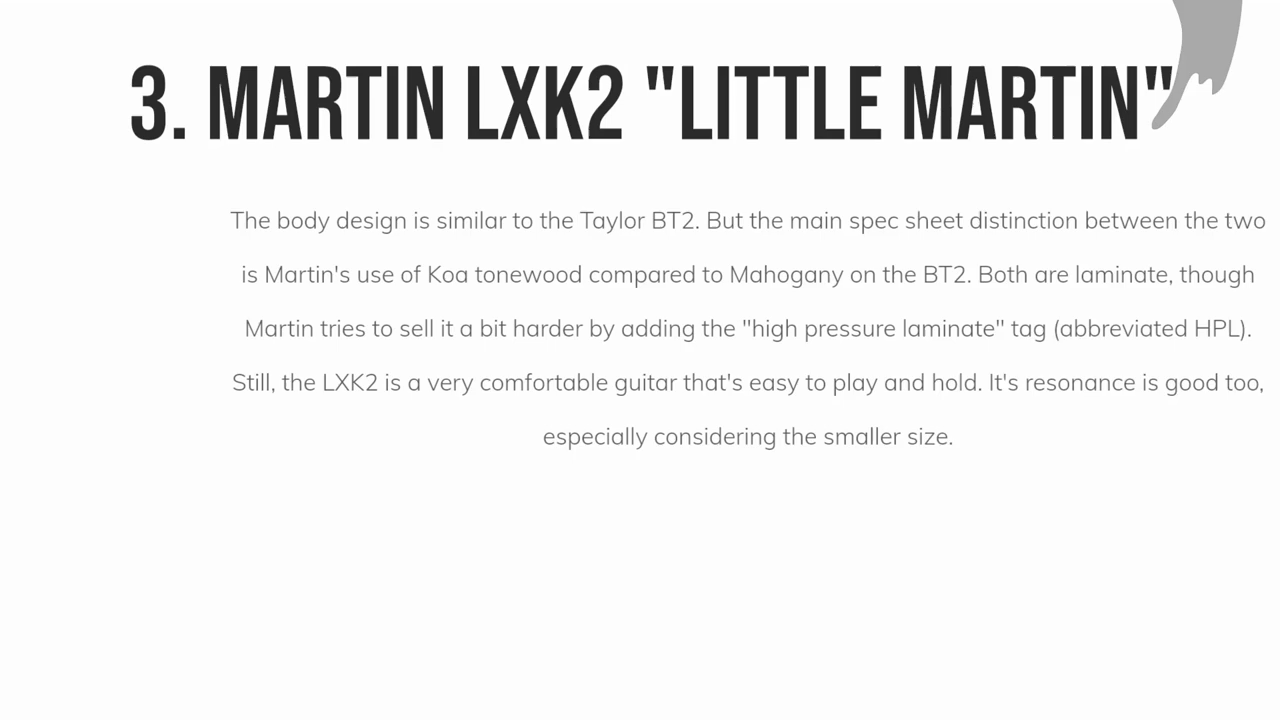 3. MARTIN LXK2 "LITTLE MARTIN"
The body design is similar to the Taylor BT2. But the main spec sheet distinction between the two
is Martin's use of Koa tonewood compared to Mahogany on the BT2. Both are laminate, though
Martin tries to sell it a bit harder by adding the "high pressure laminate" tag (abbreviated HPL).
Still, the LXK2 is a very comfortable guitar that's easy to play and hold. It's resonance is good too,
especially considering the smaller size.